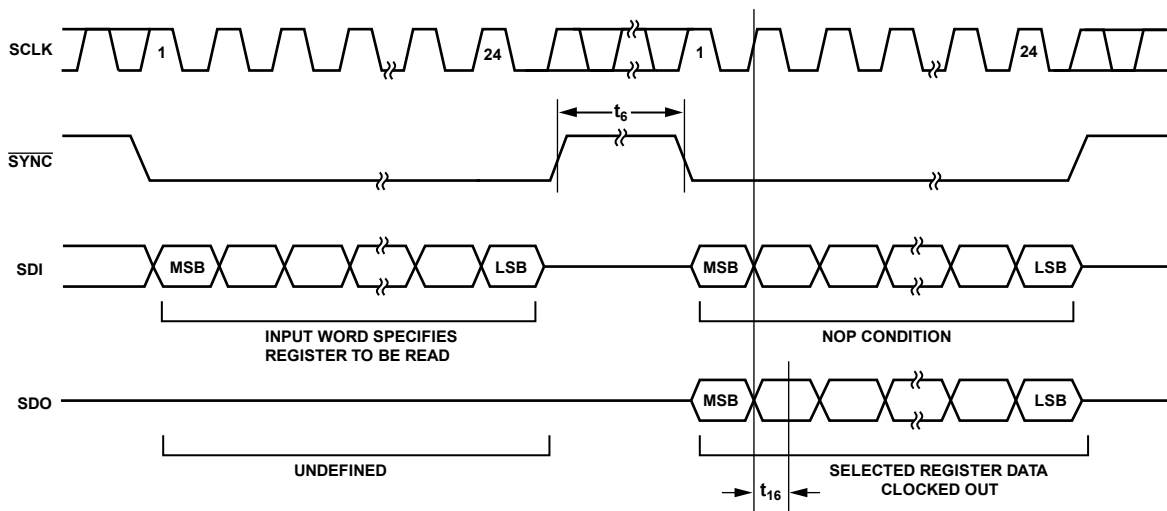 SCLK
1
24
1
24
t6
SYNC
SDI
MSB
LSB
MSB
LSB
INPUT WORD SPECIFIES
REGISTER TO BE READ
NOP CONDITION
SDO
MSB
LSB
UNDEFINED
SELECTED REGISTER DATA
CLOCKED OUT
t16